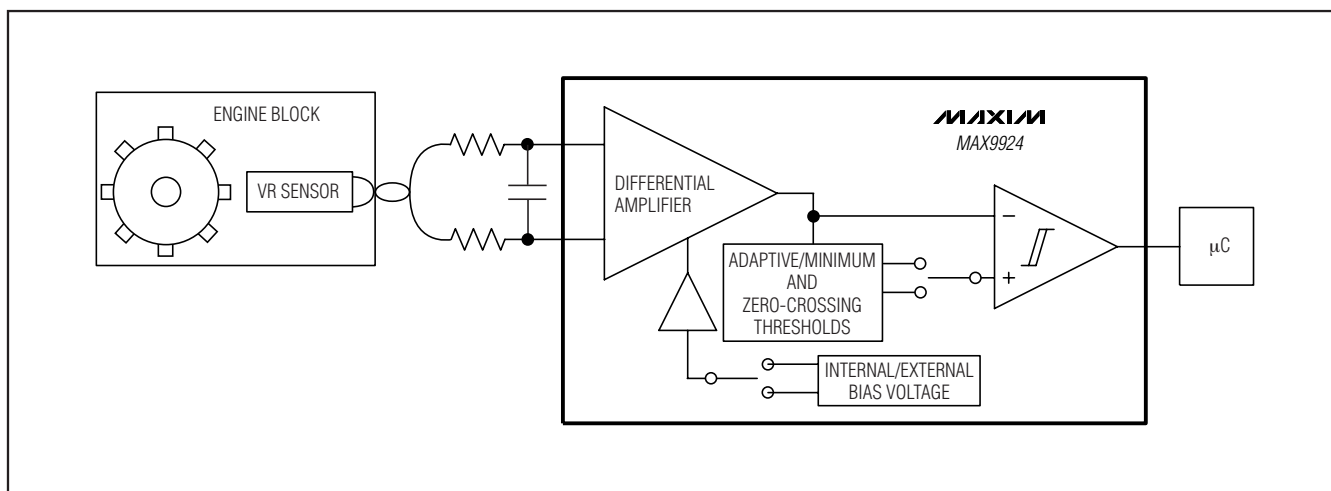 ENGINE BLOCK
VR SENSOR
DIFFERENTIAL
AMPLIFIER
MAXIM
MAX9924
ADAPTIVE/MINIMUM
AND
ZERO-CROSSING
THRESHOLDS
−
+
INTERNAL/EXTERNAL
BIAS VOLTAGE
µC